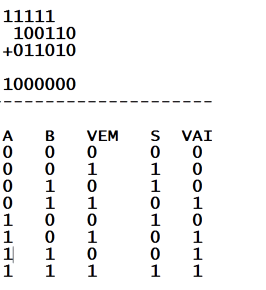 11111
100110
+011010
1000000
---------------------
A B VEM S VAI
0 0 0 0 0
0 0 1 1 0
0 1 0 1 0
0 1 1 0 1
1 0 0 1 0
1 0 1 0 1
1 1 0 0 1
1 1 1 1 1